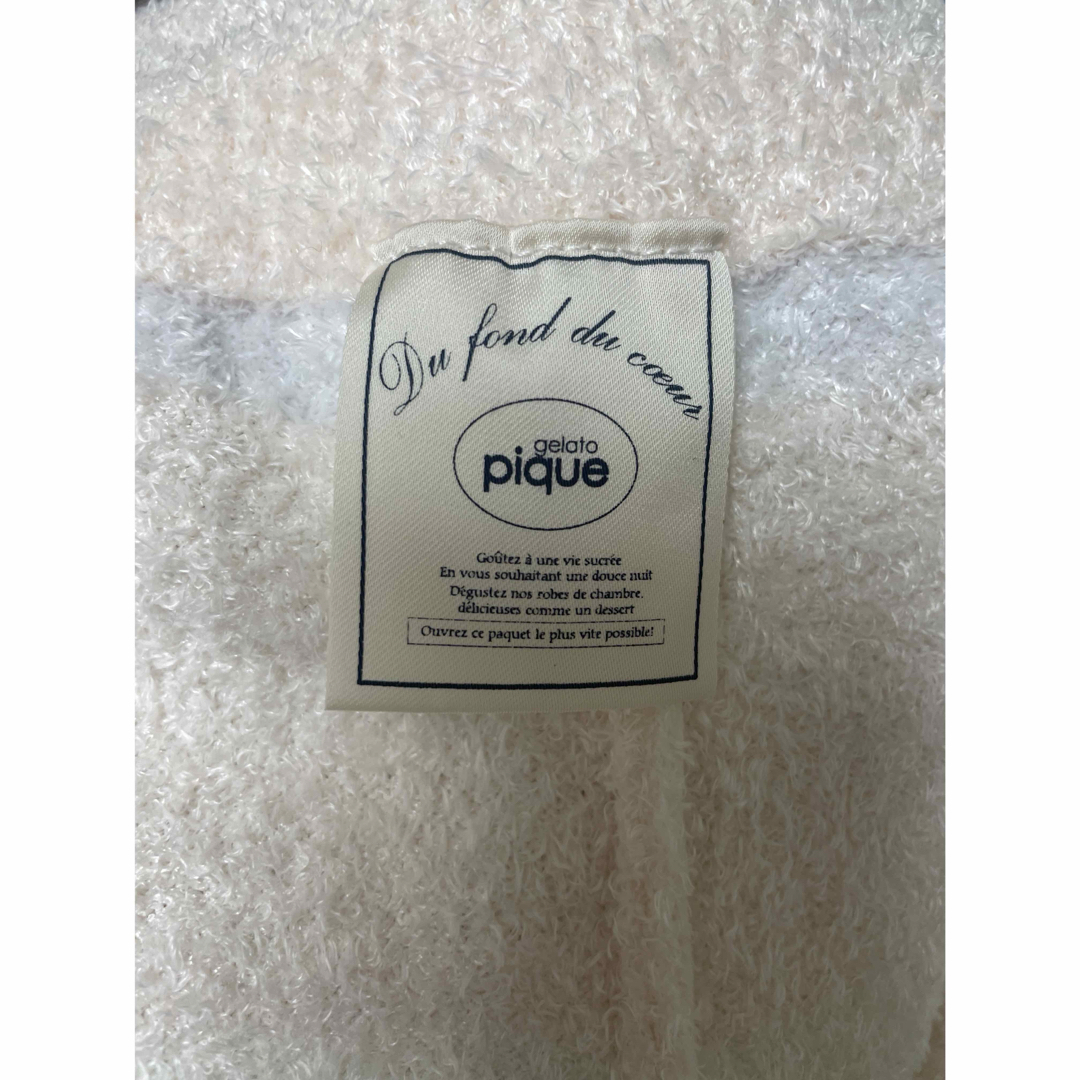 Du fond du cœur
gelato
pique
Goûtez à une vie sucrée
En vous souhaitant une douce nuit
Dégustez nos robes de chambre,
délicieuses comme un dessert
Ouvrez ce paquet le plus vite possible!